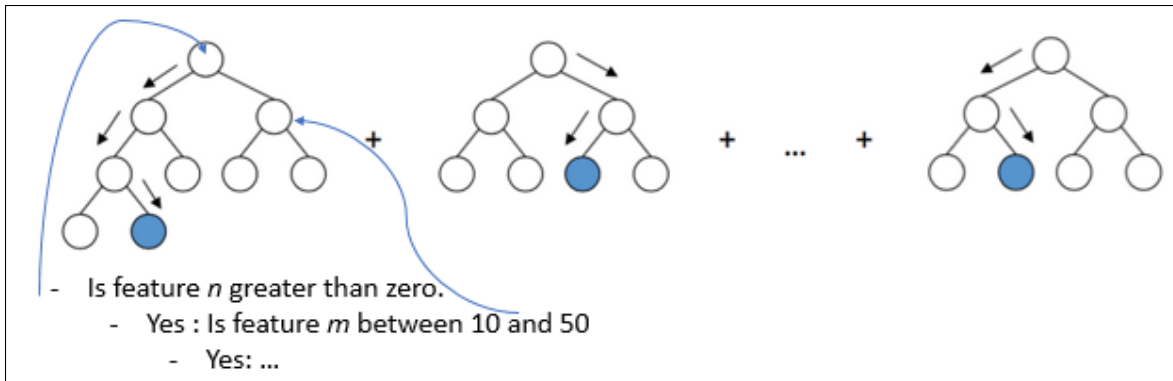 +
+ ... +
- Is feature n greater than zero.
- Yes : Is feature m between 10 and 50
- Yes: ...